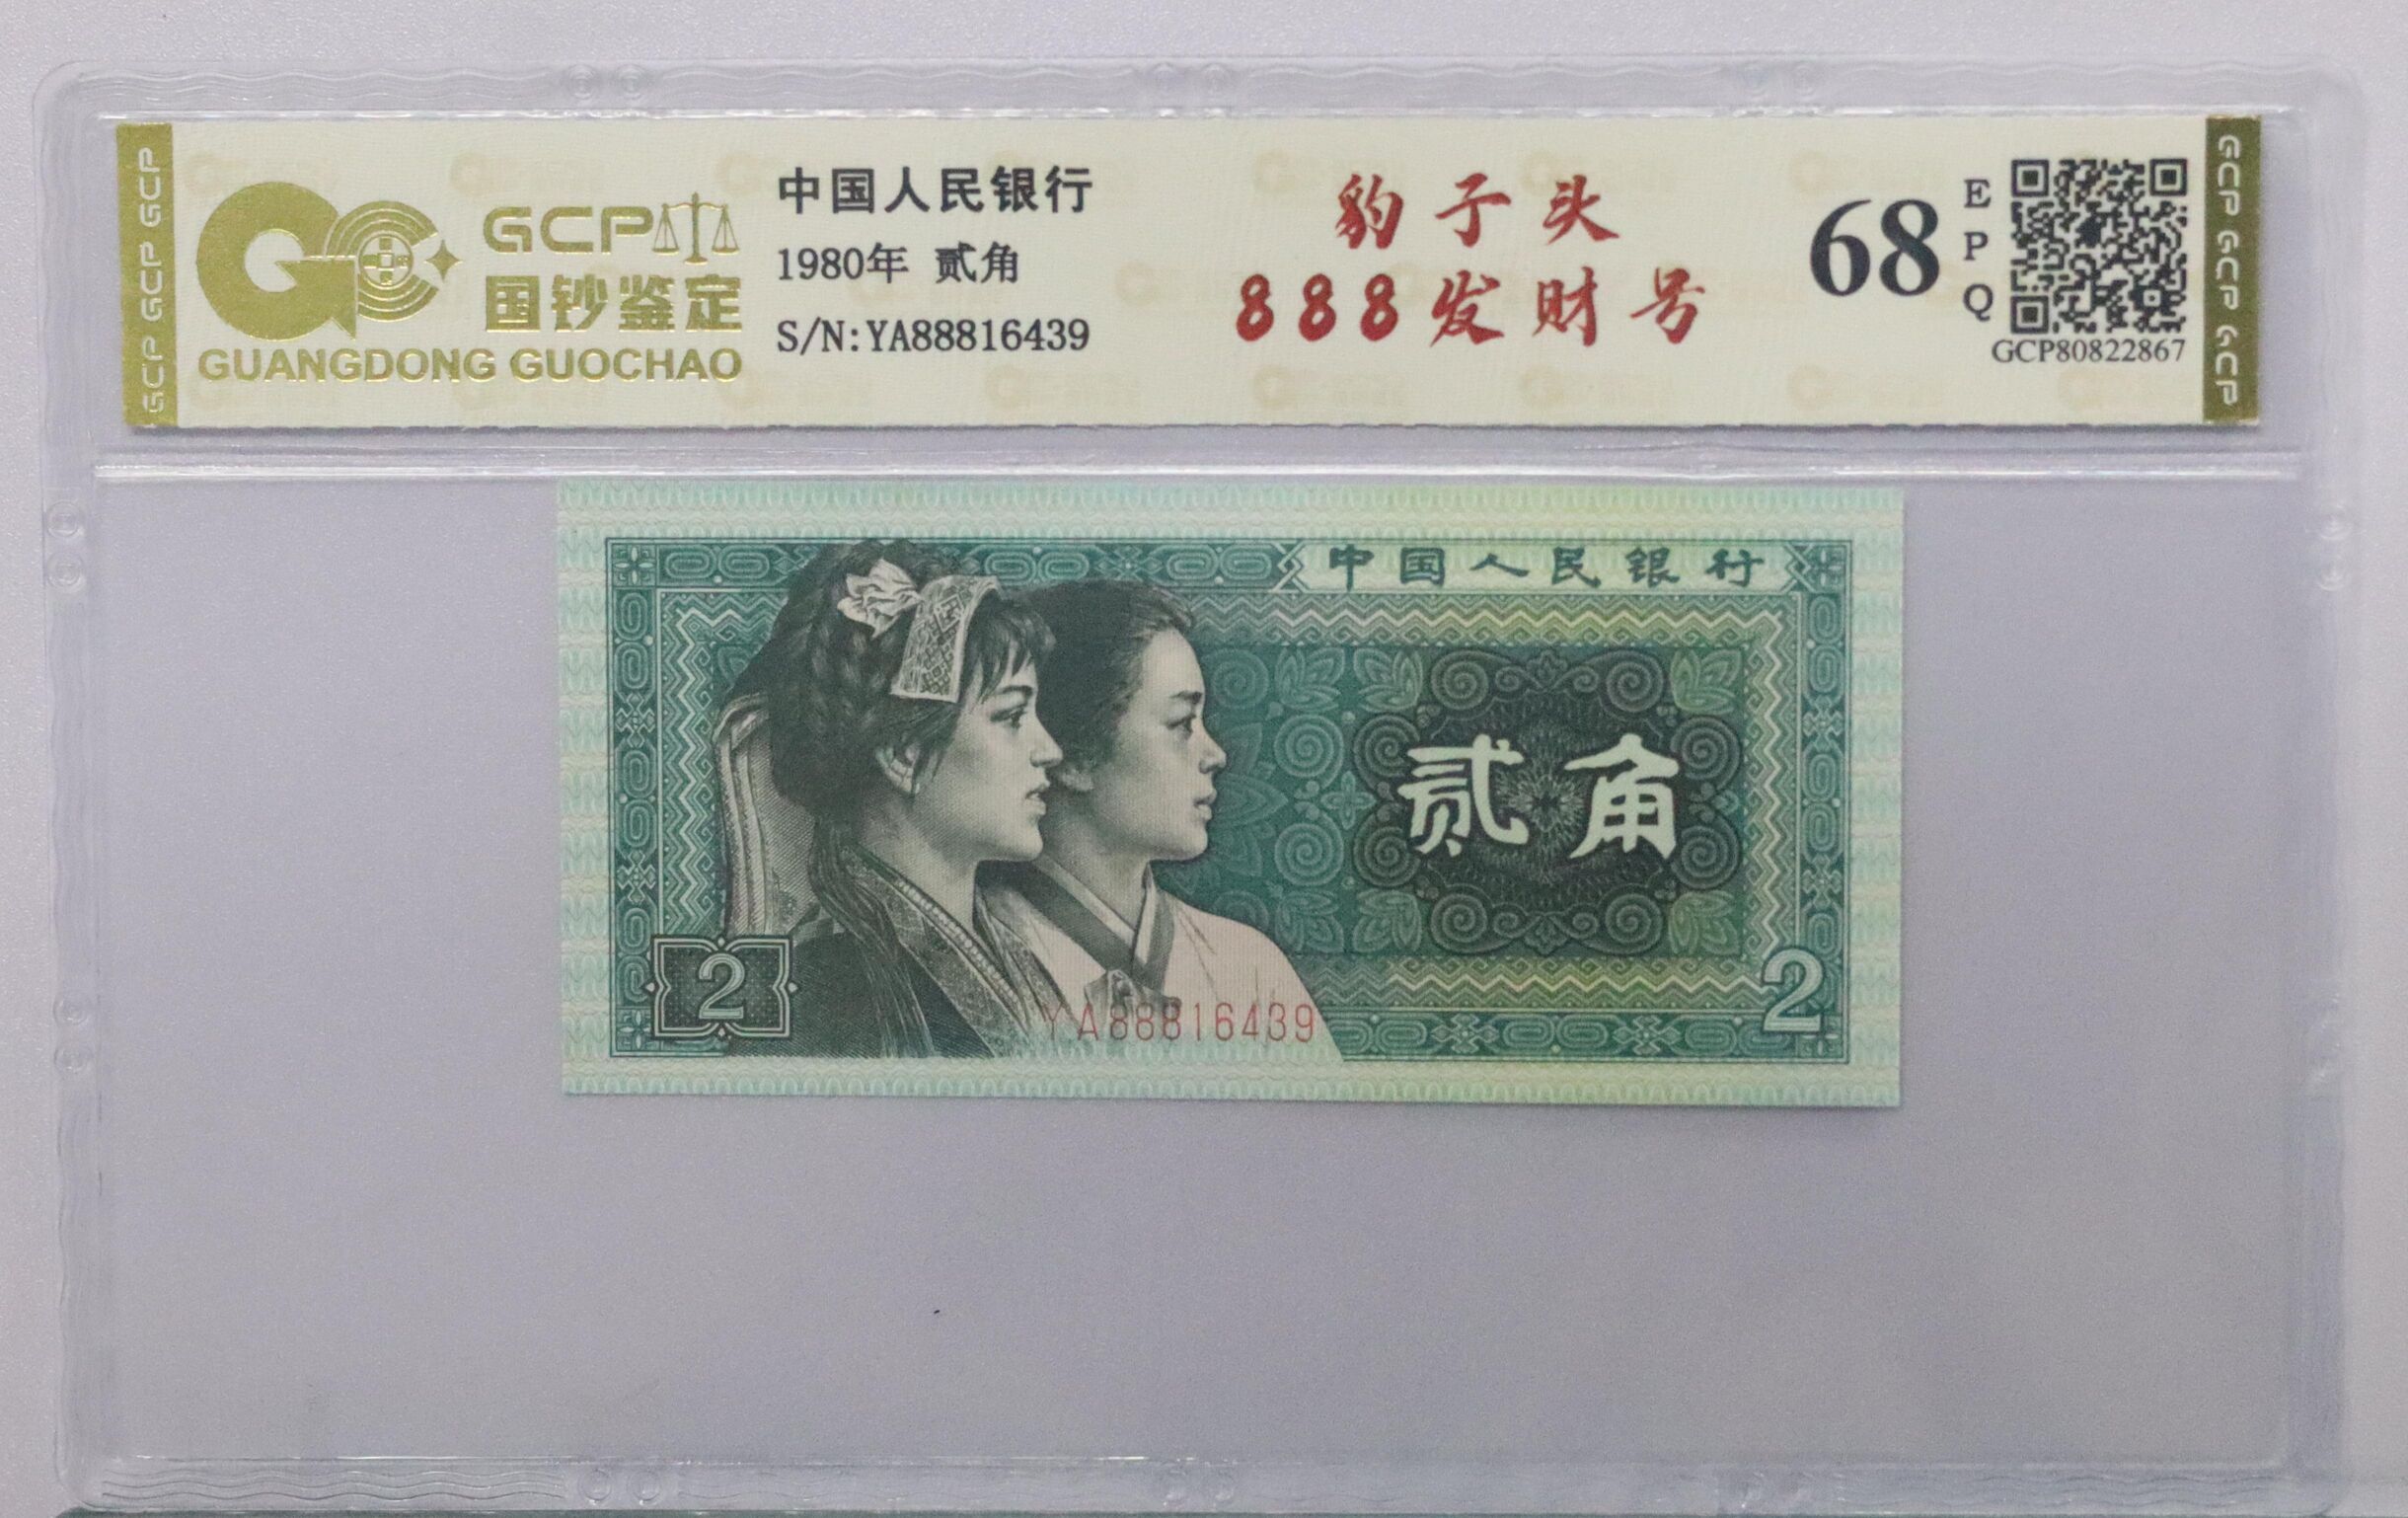 GCP GCP GCP
GCP
国钞鉴定
GUANGDONG GUOCHAO
中国人民银行
1980年 贰角
S/N:YA88816439
豹子头
888发财号
68
EPQ
GCP80822867
GCP GCP GCP
中国人民银行
贰角
2
YA88816439
2